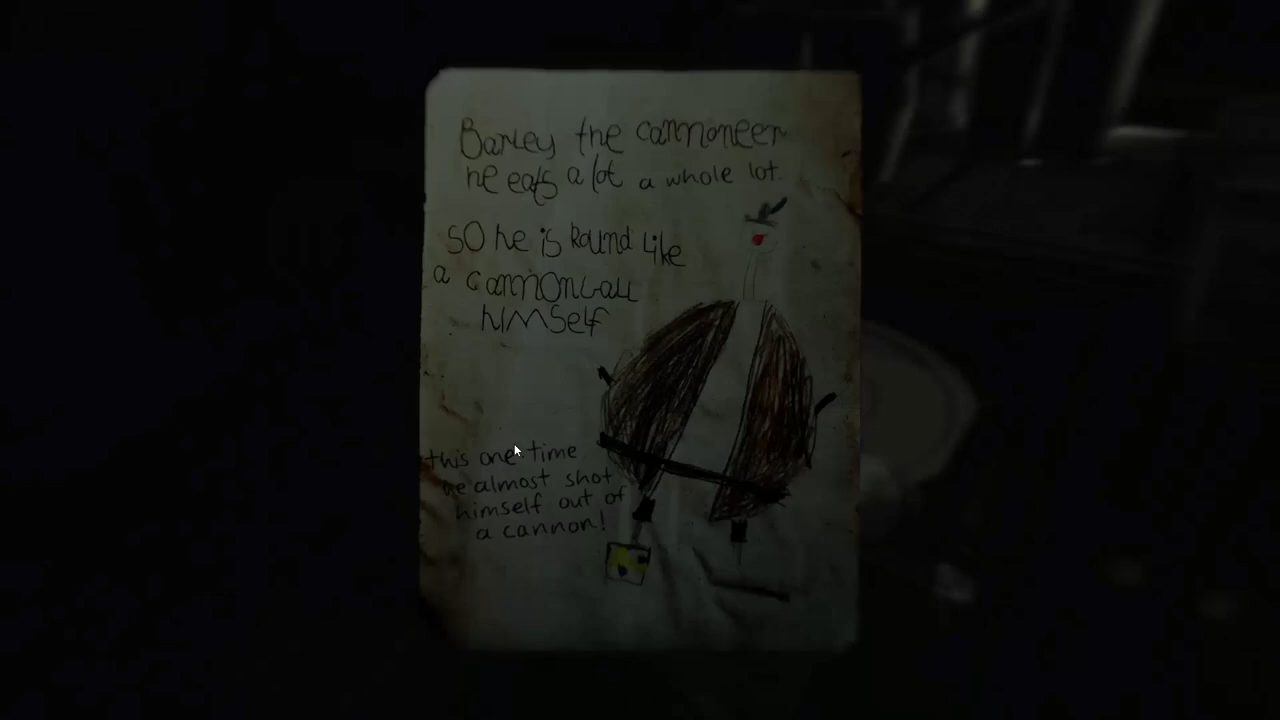 Barley the cannoneer
he eats a lot a whole lot.
so he is Round Like
a cannonball
himself
this one time
he almost shot
himself out of
a cannon!